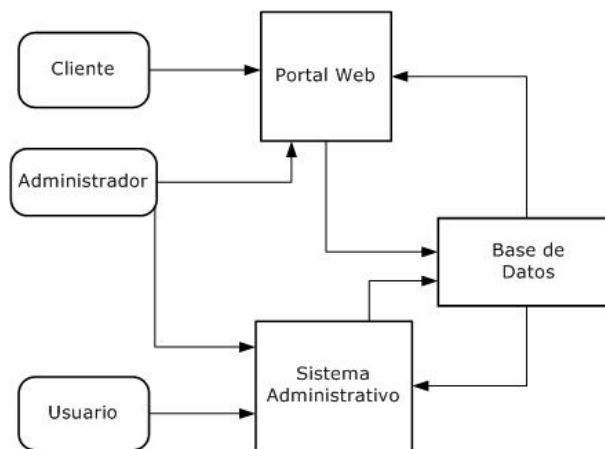 Cliente
Portal Web
Administrador
Base de
Datos
Sistema
Administrativo
Usuario